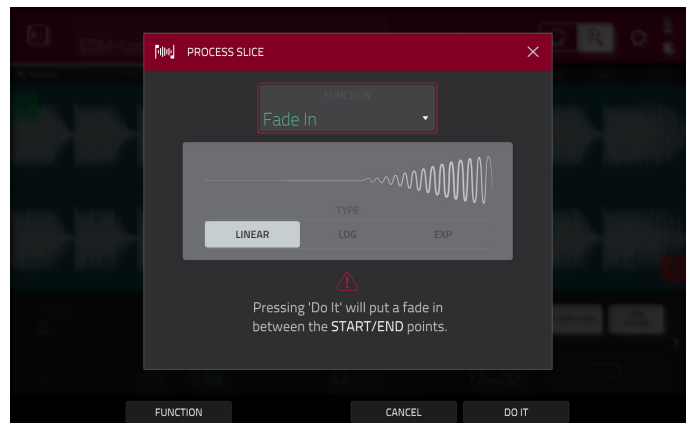 PROCESS SLICE
FUNCTION
Fade In
TYPE
LINEAR LOG EXP
Pressing 'Do It' will put a fade in
between the START/END points.
FUNCTION CANCEL DO IT